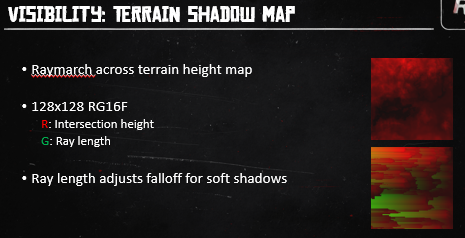 VISIBILITY: TERRAIN SHADOW MAP
• Raymarch across terrain height map
• 128x128 RG16F
R: Intersection height
G: Ray length
• Ray length adjusts falloff for soft shadows